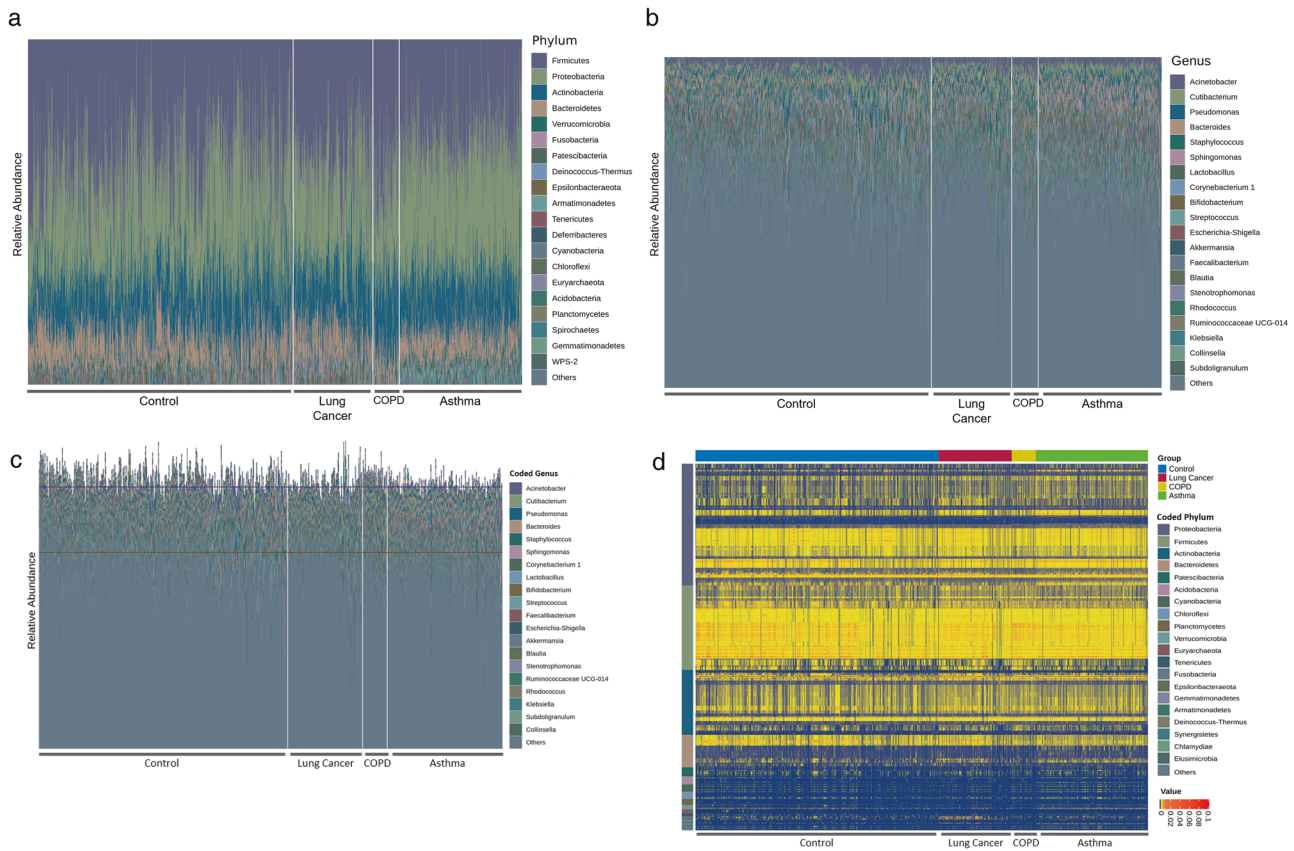 a
Phylum
Firmicutes
Proteobacteria
Actinobacteria
Bacteroidetes
Verrucomicrobia
Fusobacteria
Patescibacteria
Deinococcus-Thermus
Epsilonbacteraeota
Armatimonadetes
Tenericutes
Deferribacteres
Cyanobacteria
Chloroflexi
Euryarchaeota
Acidobacteria
Planctomycetes
Spirochaetes
Gemmatimonadetes
WPS-2
Others
Relative Abundance
Control
Lung
Cancer
COPD
Asthma
b
Genus
Acinetobacter
Cutibacterium
Pseudomonas
Bacteroides
Staphylococcus
Sphingomonas
Lactobacillus
Corynebacterium 1
Bifidobacterium
Streptococcus
Escherichia-Shigella
Akkermansia
Faecalibacterium
Blautia
Stenotrophomonas
Rhodococcus
Ruminococcaceae UCG-014
Klebsiella
Collinsella
Subdoligranulum
Others
Relative Abundance
Control
Lung
Cancer
COPD
Asthma
c
Coded Genus
Acinetobacter
Cutibacterium
Pseudomonas
Bacteroides
Staphylococcus
Sphingomonas
Corynebacterium 1
Lactobacillus
Bifidobacterium
Streptococcus
Faecalibacterium
Escherichia-Shigella
Akkermansia
Blautia
Stenotrophomonas
Ruminococcaceae UCG-014
Rhodococcus
Klebsiella
Subdoligranulum
Collinsella
Others
Relative Abundance
Control
Lung Cancer
COPD
Asthma
d
Group
Control
Lung Cancer
COPD
Asthma
Coded Phylum
Proteobacteria
Firmicutes
Actinobacteria
Bacteroidetes
Patescibacteria
Acidobacteria
Cyanobacteria
Chloroflexi
Planctomycetes
Verrucomicrobia
Euryarchaeota
Tenericutes
Fusobacteria
Epsilonbacteraeota
Gemmatimonadetes
Armatimonadetes
Deinococcus-Thermus
Synergistetes
Chlamydiae
Elusimicrobia
Others
Value
0
0.02
0.04
0.06
0.08
0.1
Control
Lung Cancer
COPD
Asthma